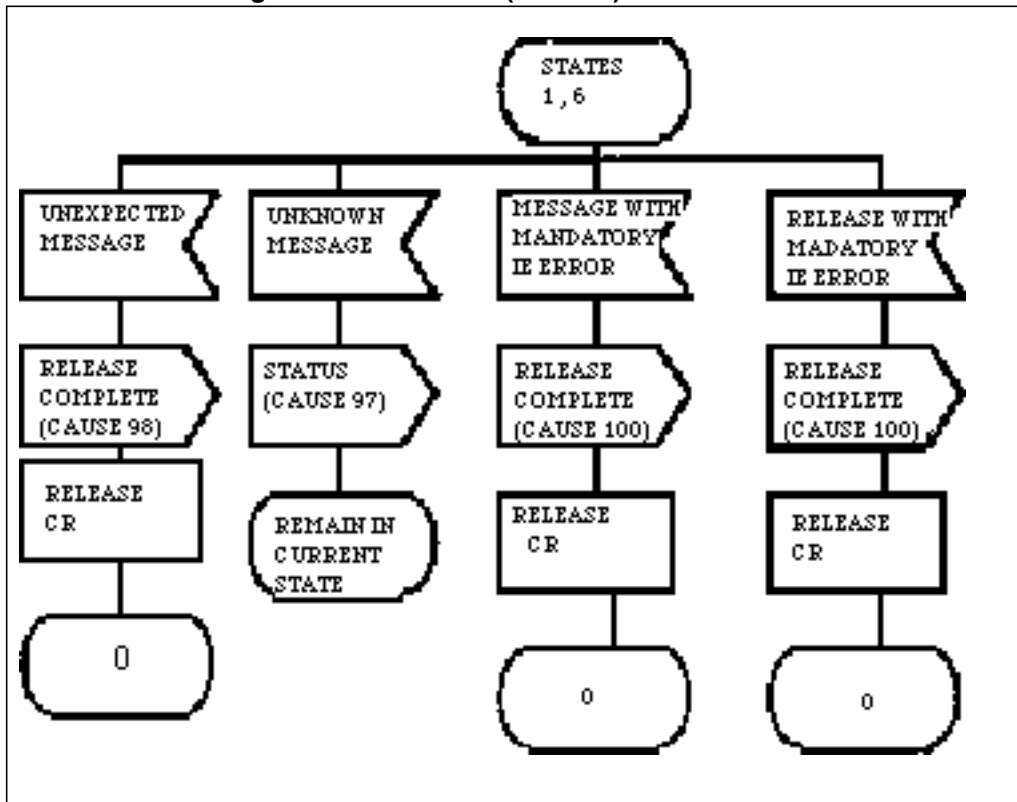 STATES
1,6
UNEXPECTED
MESSAGE
UNKNOWN
MESSAGE
MESSAGE WITH
MANDATORY
IE ERROR
RELEASE WITH
MADATORY
IE ERROR
RELEASE
COMPLETE
(CAUSE 98)
STATUS
(CAUSE 97)
RELEASE
COMPLETE
(CAUSE 100)
RELEASE
COMPLETE
(CAUSE 100)
RELEASE
CR
REMAIN IN
CURRENT
STATE
RELEASE
CR
RELEASE
CR
0
0
0